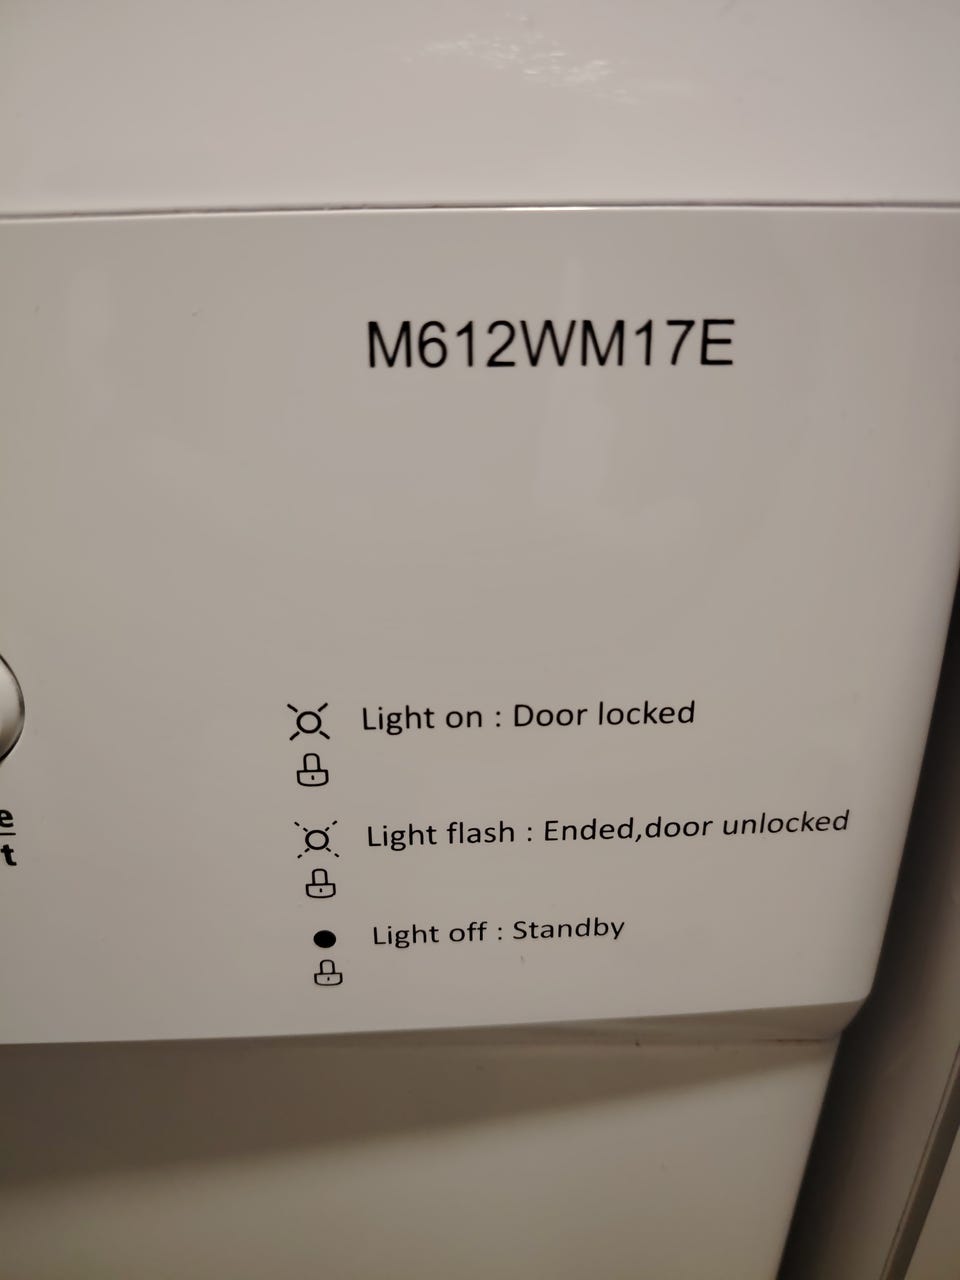 M612WM17E
Light on : Door locked
Light flash : Ended,door unlocked
e
t
Light off : Standby